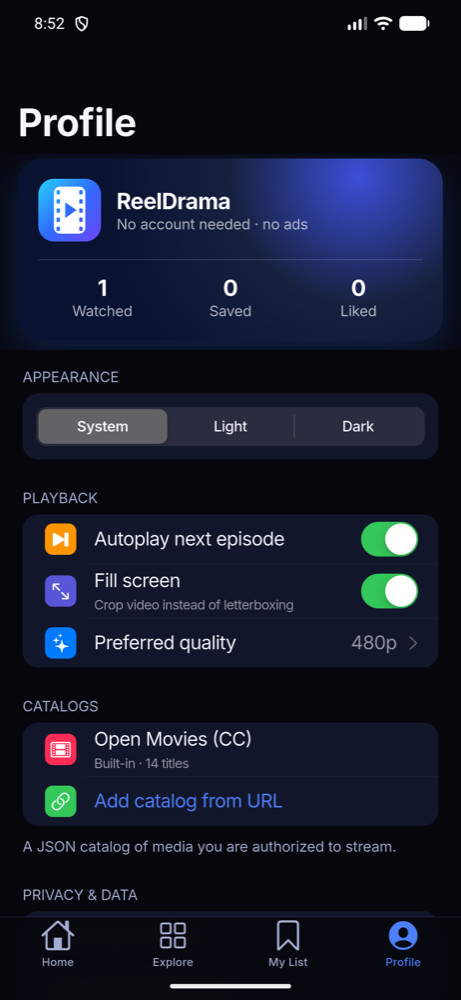 8:52
Profile
ReelDrama
No account needed · no ads
1
Watched
0
Saved
0
Liked
APPEARANCE
System
Light
Dark
PLAYBACK
Autoplay next episode
Fill screen
Crop video instead of letterboxing
Preferred quality
480p
CATALOGS
Open Movies (CC)
Built-in · 14 titles
Add catalog from URL
A JSON catalog of media you are authorized to stream.
PRIVACY & DATA
Home
Explore
My List
Profile